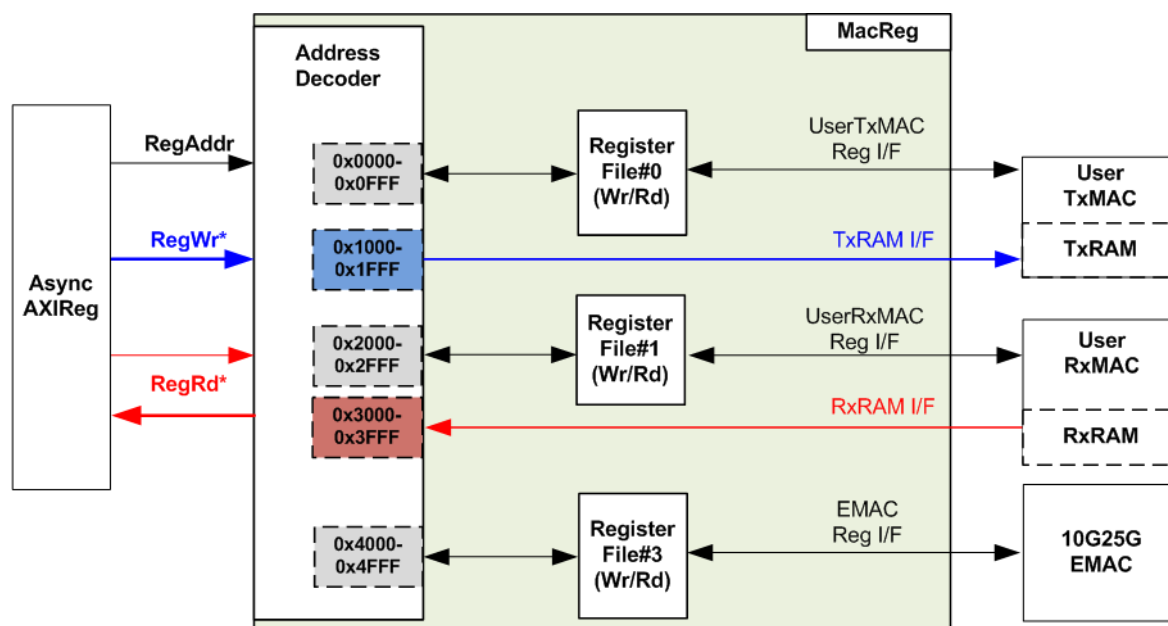 MacReg
Address
Decoder
Async
AXIReg
RegAddr
RegWr*
RegRd*
0x0000-
0x0FFF
0x1000-
0x1FFF
0x2000-
0x2FFF
0x3000-
0x3FFF
0x4000-
0x4FFF
Register
File#0
(Wr/Rd)
Register
File#1
(Wr/Rd)
Register
File#3
(Wr/Rd)
UserTxMAC
Reg I/F
TxRAM I/F
UserRxMAC
Reg I/F
RxRAM I/F
EMAC
Reg I/F
User
TxMAC
TxRAM
User
RxMAC
RxRAM
10G25G
EMAC